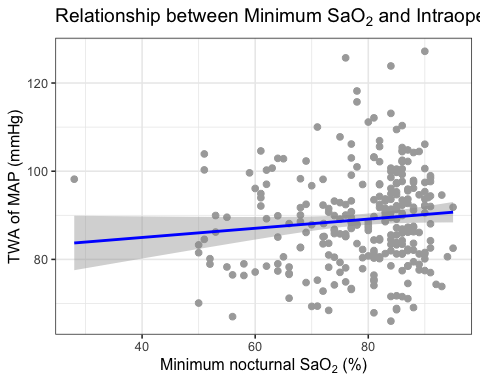 Relationship between Minimum SaO₂ and Intraope
TWA of MAP (mmHg)
120
100
80
40
60
80
Minimum nocturnal SaO₂ (%)